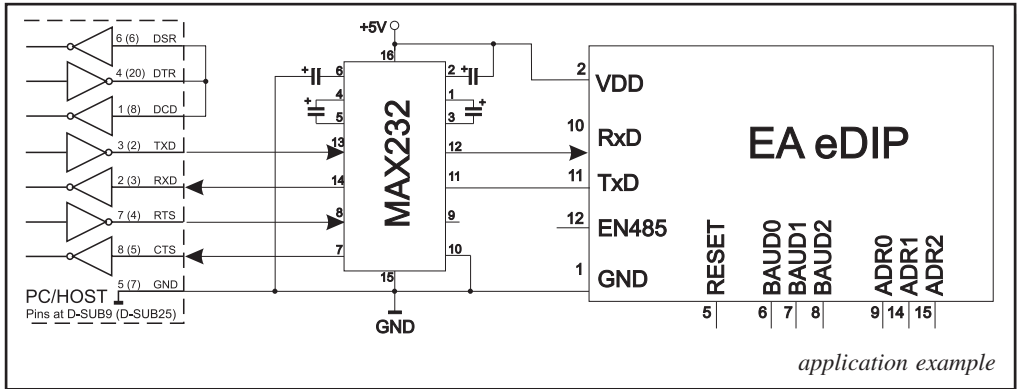 +5V
6 (6) DSR
4 (20) DTR
1 (8) DCD
3 (2) TXD
2 (3) RXD
7 (4) RTS
8 (5) CTS
5 (7) GND
PC/HOST
Pins at D-SUB9 (D-SUB25)
16
+ 6
4
+
5
13
14
8
7
15
MAX232
2 +
1
+
3
12
11
9
10
GND
2 VDD
10 RxD
11 TxD
12 EN485
1 GND
EA eDIP
RESET
BAUD0
BAUD1
BAUD2
ADR0
ADR1
ADR2
5
6
7
8
9
14
15
application example